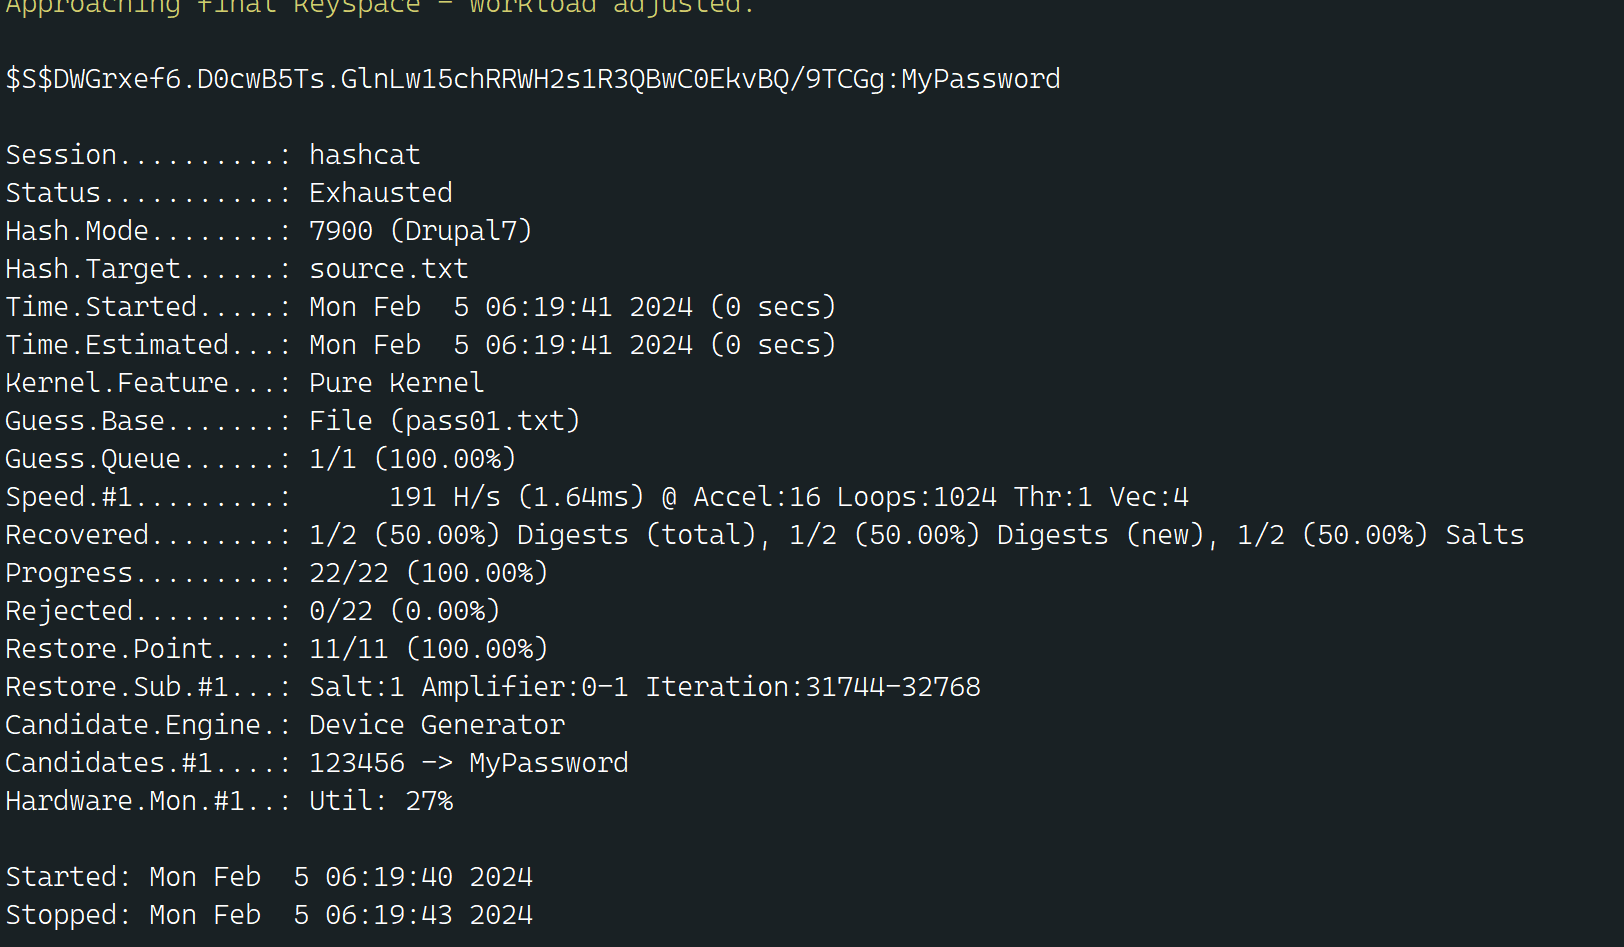 Approaching final keyspace - workload adjusted.
$S$DWGrxef6.D0cwB5Ts.GlnLw15chRRWH2s1R3QBwC0EkvBQ/9TCGg:MyPassword
Session..........: hashcat
Status...........: Exhausted
Hash.Mode........: 7900 (Drupal7)
Hash.Target......: source.txt
Time.Started.....: Mon Feb  5 06:19:41 2024 (0 secs)
Time.Estimated...: Mon Feb  5 06:19:41 2024 (0 secs)
Kernel.Feature...: Pure Kernel
Guess.Base.......: File (pass01.txt)
Guess.Queue......: 1/1 (100.00%)
Speed.#1.........:      191 H/s (1.64ms) @ Accel:16 Loops:1024 Thr:1 Vec:4
Recovered........: 1/2 (50.00%) Digests (total), 1/2 (50.00%) Digests (new), 1/2 (50.00%) Salts
Progress.........: 22/22 (100.00%)
Rejected.........: 0/22 (0.00%)
Restore.Point....: 11/11 (100.00%)
Restore.Sub.#1...: Salt:1 Amplifier:0-1 Iteration:31744-32768
Candidate.Engine.: Device Generator
Candidates.#1....: 123456 -> MyPassword
Hardware.Mon.#1..: Util: 27%
Started: Mon Feb  5 06:19:40 2024
Stopped: Mon Feb  5 06:19:43 2024